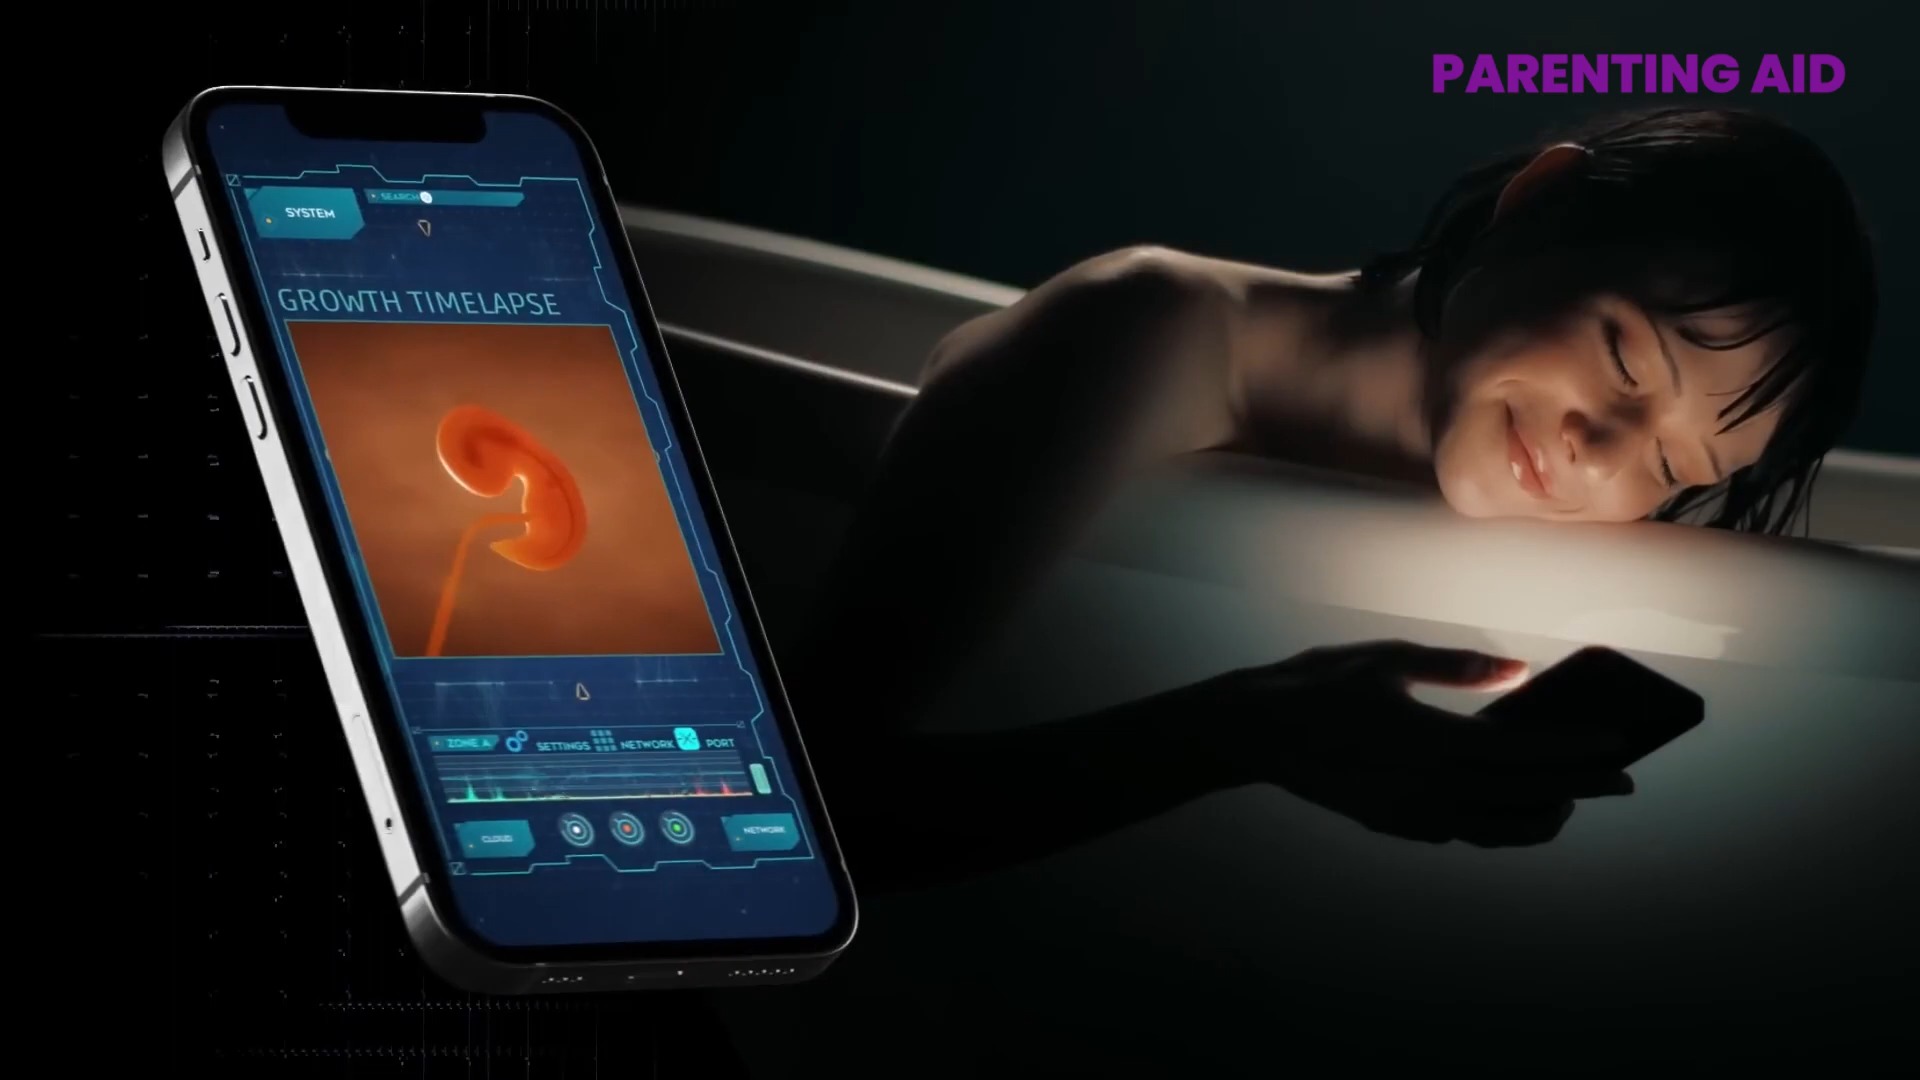 PARENTING AID
SYSTEM
SEARCH
GROWTH TIMELAPSE
ZONE A
SETTINGS
NETWORK
PORT
CLOUD
NETWORK